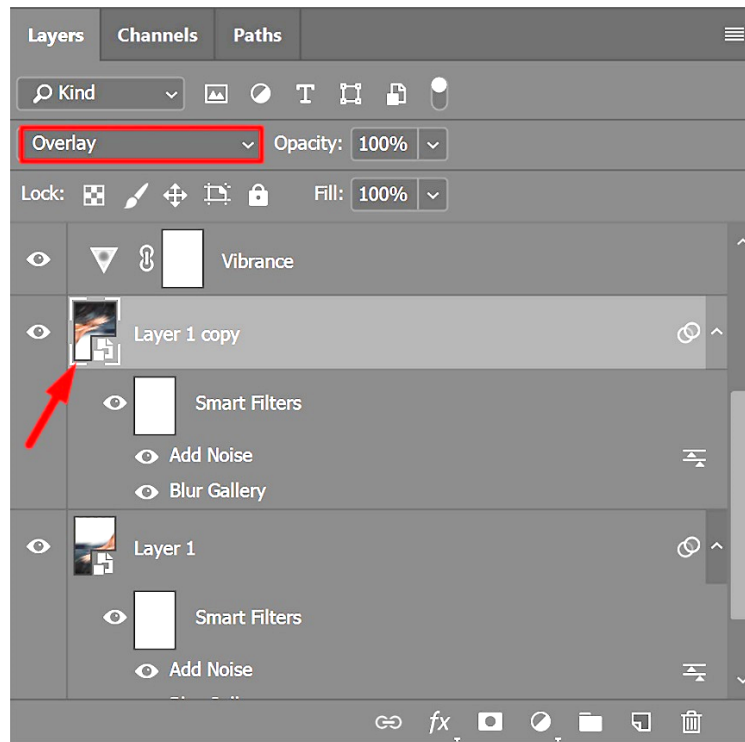 Layers Channels Paths
Kind
Overlay Opacity: 100%
Lock: Fill: 100%
Vibrance
Layer 1 copy
Smart Filters
Add Noise
Blur Gallery
Layer 1
Smart Filters
Add Noise
fx